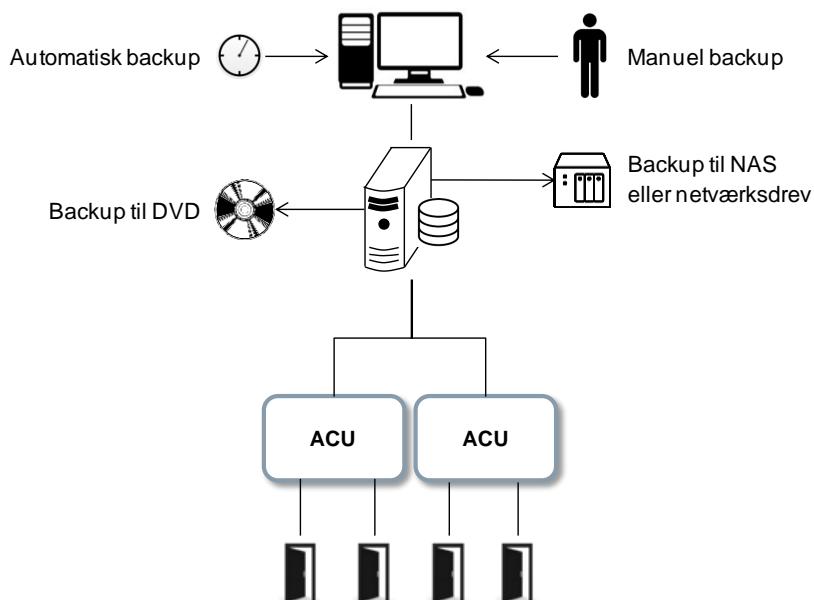 Automatisk backup
Manuel backup
Backup til NAS
eller netværksdrev
Backup til DVD
ACU
ACU